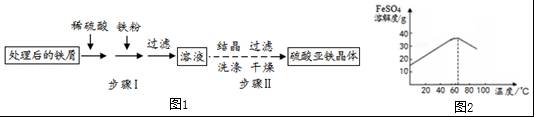 稀硫酸 铁粉
处理后的铁屑 过滤 溶液 结晶 过滤 洗涤 干燥 硫酸亚铁晶体
步骤Ⅰ 步骤Ⅱ
图1
FeSO4
溶解度/g
40
30
20
10
0 20 40 60 80 100
温度/℃
图2